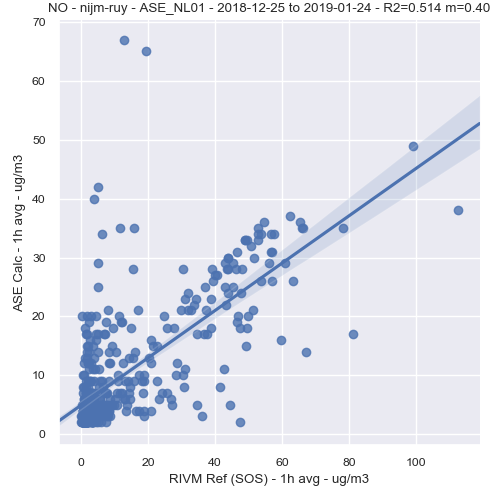 NO - nijm-ruy - ASE_NL01 - 2018-12-25 to 2019-01-24 - R2=0.514 m=0.40
70
60
50
40
30
20
10
0
ASE Calc - 1h avg - ug/m3
0 20 40 60 80 100
RIVM Ref (SOS) - 1h avg - ug/m3